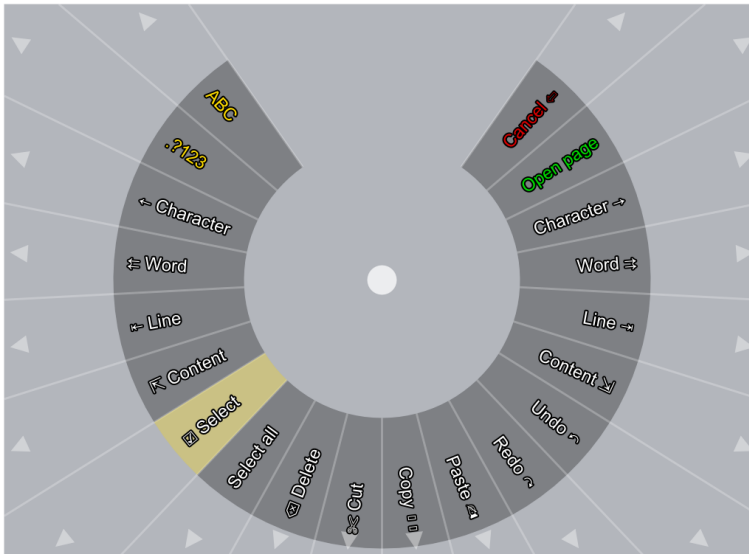 ABC
.?123
← Character
⇇ Word
⇤ Line
⇱ Content
☑ Select
Select all
⌫ Delete
✂ Cut
Copy
Paste
Redo ↷
Undo ⤾
Content ⇲
Line ⇥
Word ⇉
Character →
Open page
Cancel ⇚